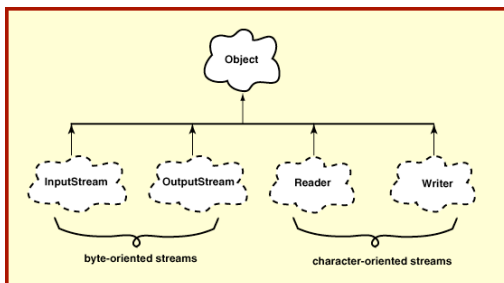 Object
InputStream
OutputStream
Reader
Writer
byte-oriented streams
character-oriented streams